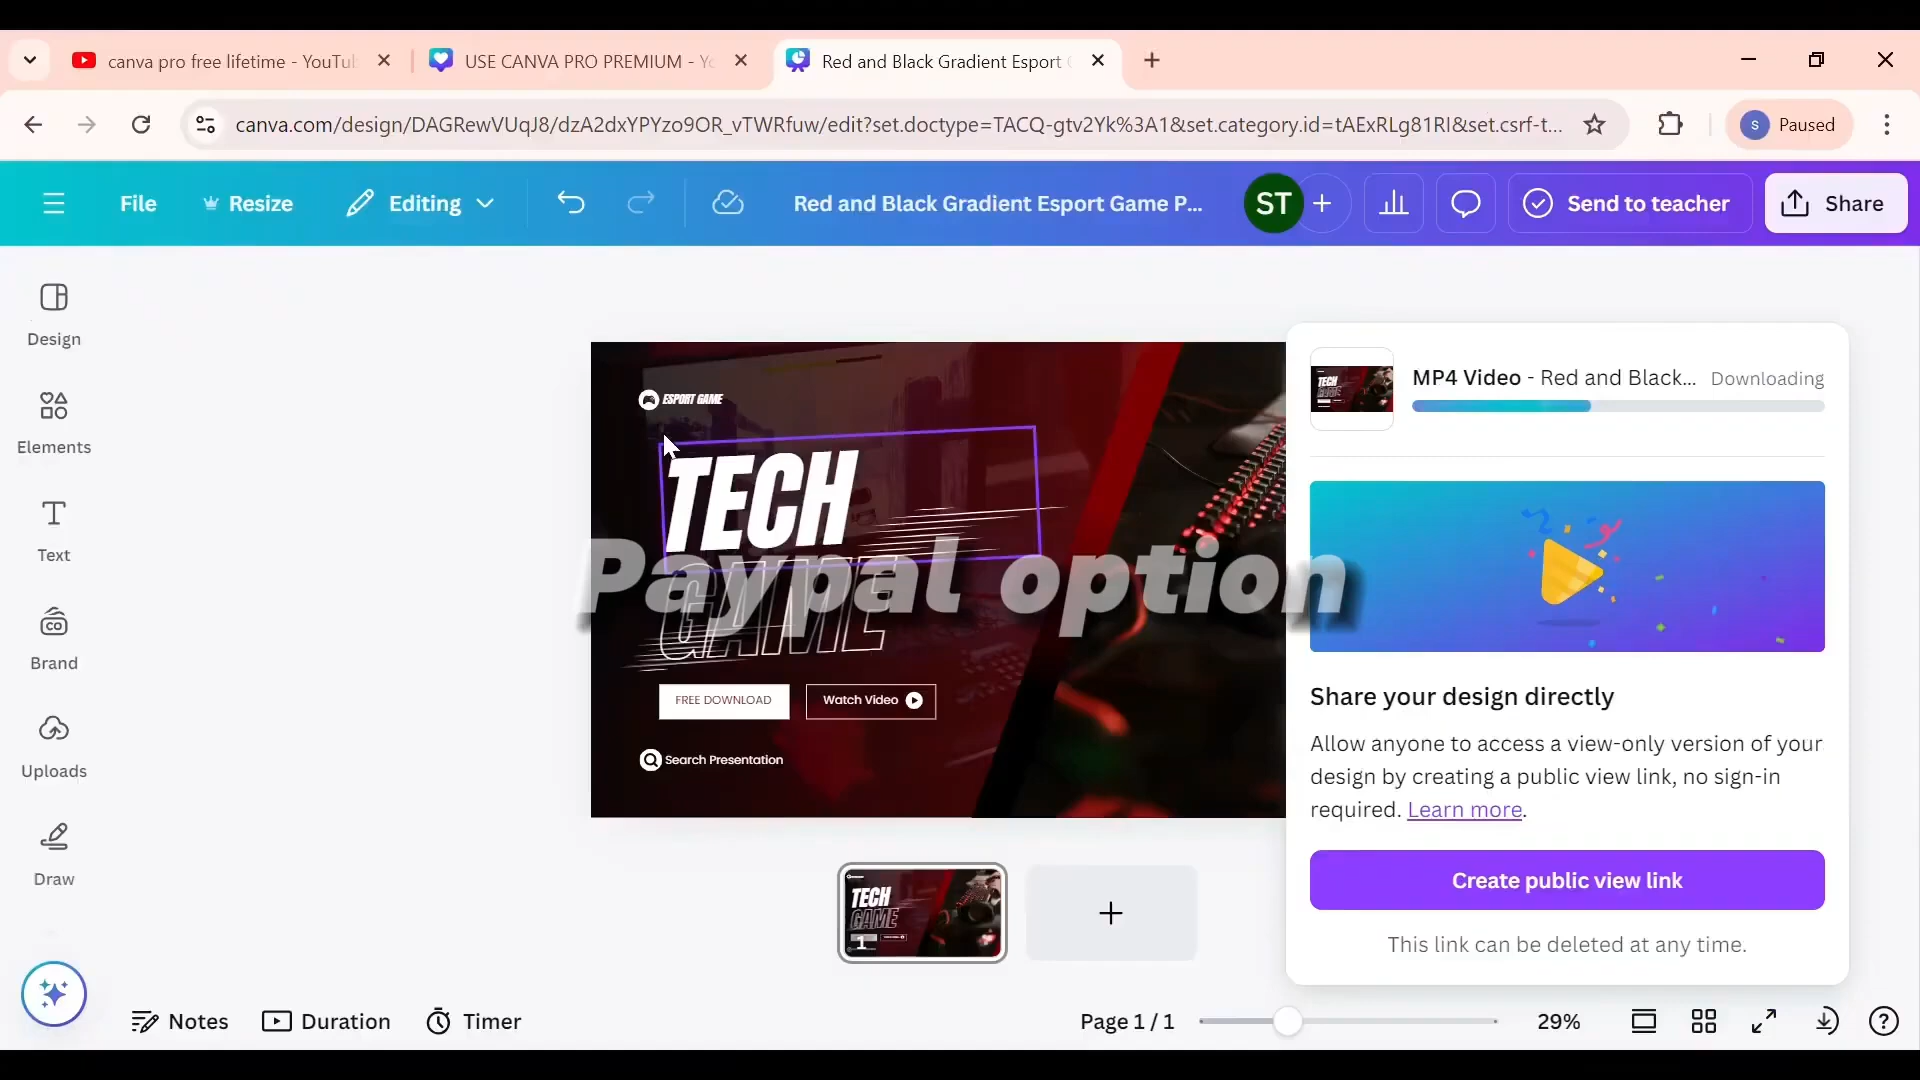 canva pro free lifetime - YouTu
USE CANVA PRO PREMIUM - Yo
Red and Black Gradient Esport
canva.com/design/DAGRewVUqJ8/dzA2dxYPYzo9OR_vTWRfuw/edit?set.doctype=TACQ-gtv2Yk%3A1&set.category.id=tAExRLg81RI&set.csrf-t...
S Paused
File
Resize
Editing
Red and Black Gradient Esport Game P...
ST
Send to teacher
Share
Design
Elements
Text
CO
Brand
Uploads
Draw
ESPORT GAME
TECH
GAME
Paypal option
FREE DOWNLOAD
Watch Video
Search Presentation
MP4 Video - Red and Black... Downloading
Share your design directly
Allow anyone to access a view-only version of your
design by creating a public view link, no sign-in
required. Learn more.
Create public view link
This link can be deleted at any time.
TECH
GAME
1
Notes
Duration
Timer
Page 1 / 1
29%